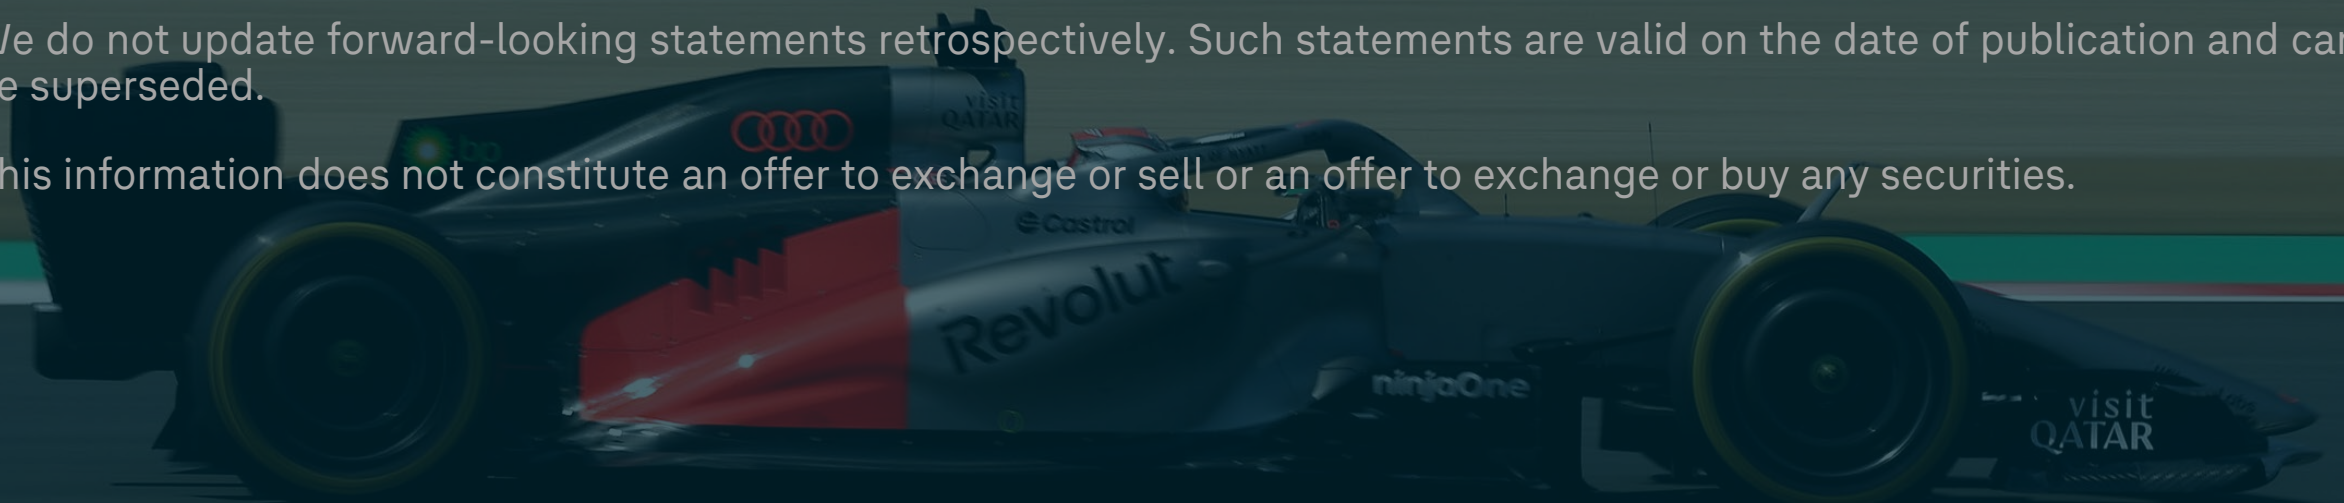 We do not update forward-looking statements retrospectively. Such statements are valid on the date of publication and can
e superseded.
visit
QATAR
bp
his information does not constitute an offer to exchange or sell or an offer to exchange or buy any securities.
Castrol
Revolut
ninjaOne
visit
QATAR